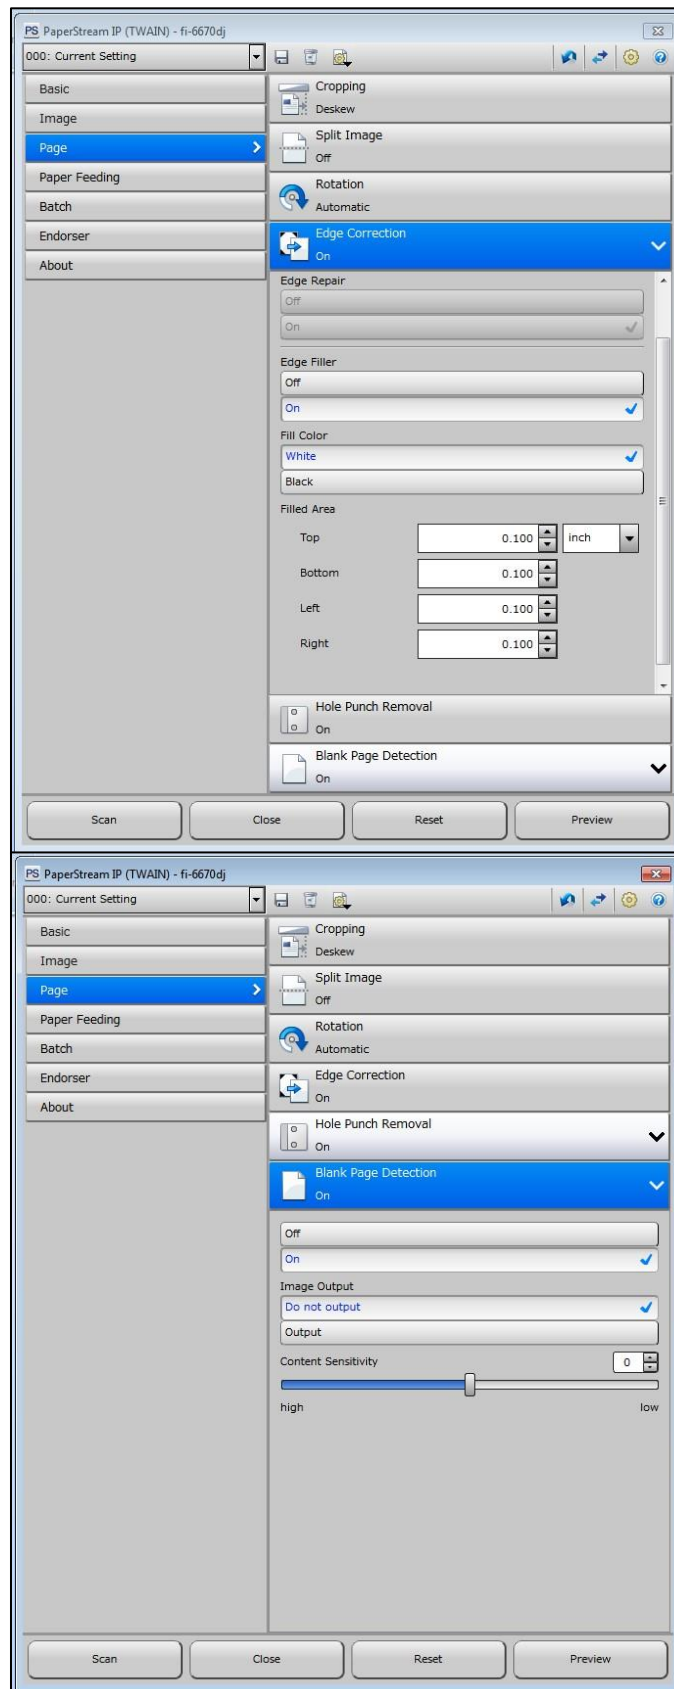 PS PaperStream IP (TWAIN) - fi-6670dj
000: Current Setting
Basic
Image
Page
Paper Feeding
Batch
Endorser
About
Cropping
Deskew
Split Image
Off
Rotation
Automatic
Edge Correction
On
Edge Repair
Off
On
Edge Filler
Off
On
Fill Color
White
Black
Filled Area
Top 0.100 inch
Bottom 0.100
Left 0.100
Right 0.100
Hole Punch Removal
On
Blank Page Detection
On
Scan Close Reset Preview
PS PaperStream IP (TWAIN) - fi-6670dj
000: Current Setting
Basic
Image
Page
Paper Feeding
Batch
Endorser
About
Cropping
Deskew
Split Image
Off
Rotation
Automatic
Edge Correction
On
Hole Punch Removal
On
Blank Page Detection
On
Off
On
Image Output
Do not output
Output
Content Sensitivity 0
high low
Scan Close Reset Preview